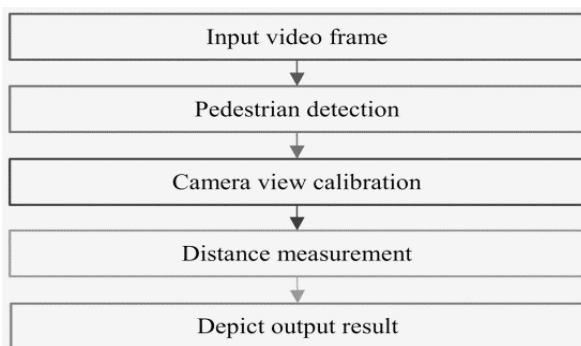 Input video frame
Pedestrian detection
Camera view calibration
Distance measurement
Depict output result